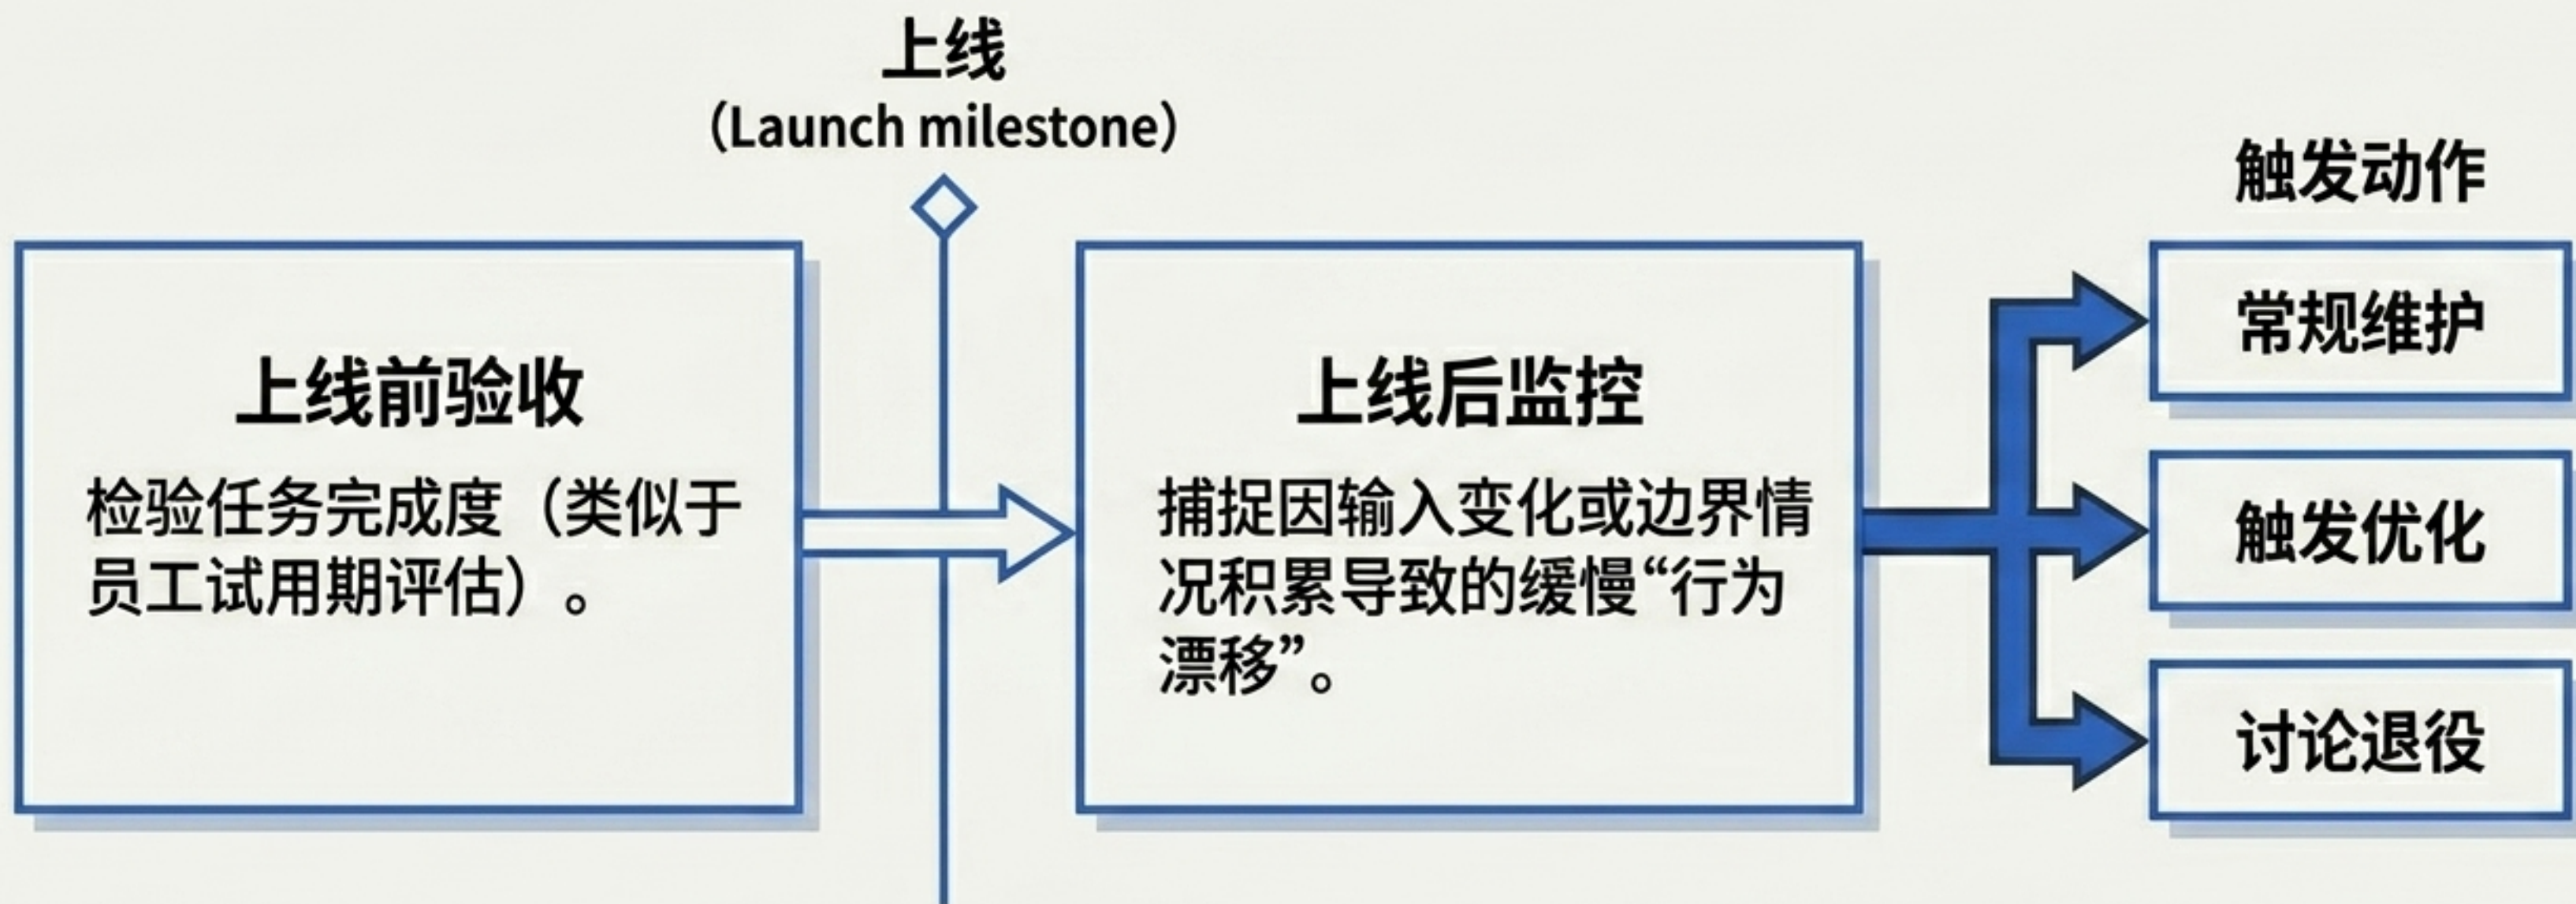 上线
（Launch milestone）
触发动作
上线前验收
检验任务完成度（类似于
员工试用期评估）。
上线后监控
捕捉因输入变化或边界情
况积累导致的缓慢“行为
漂移”。
常规维护
触发优化
讨论退役